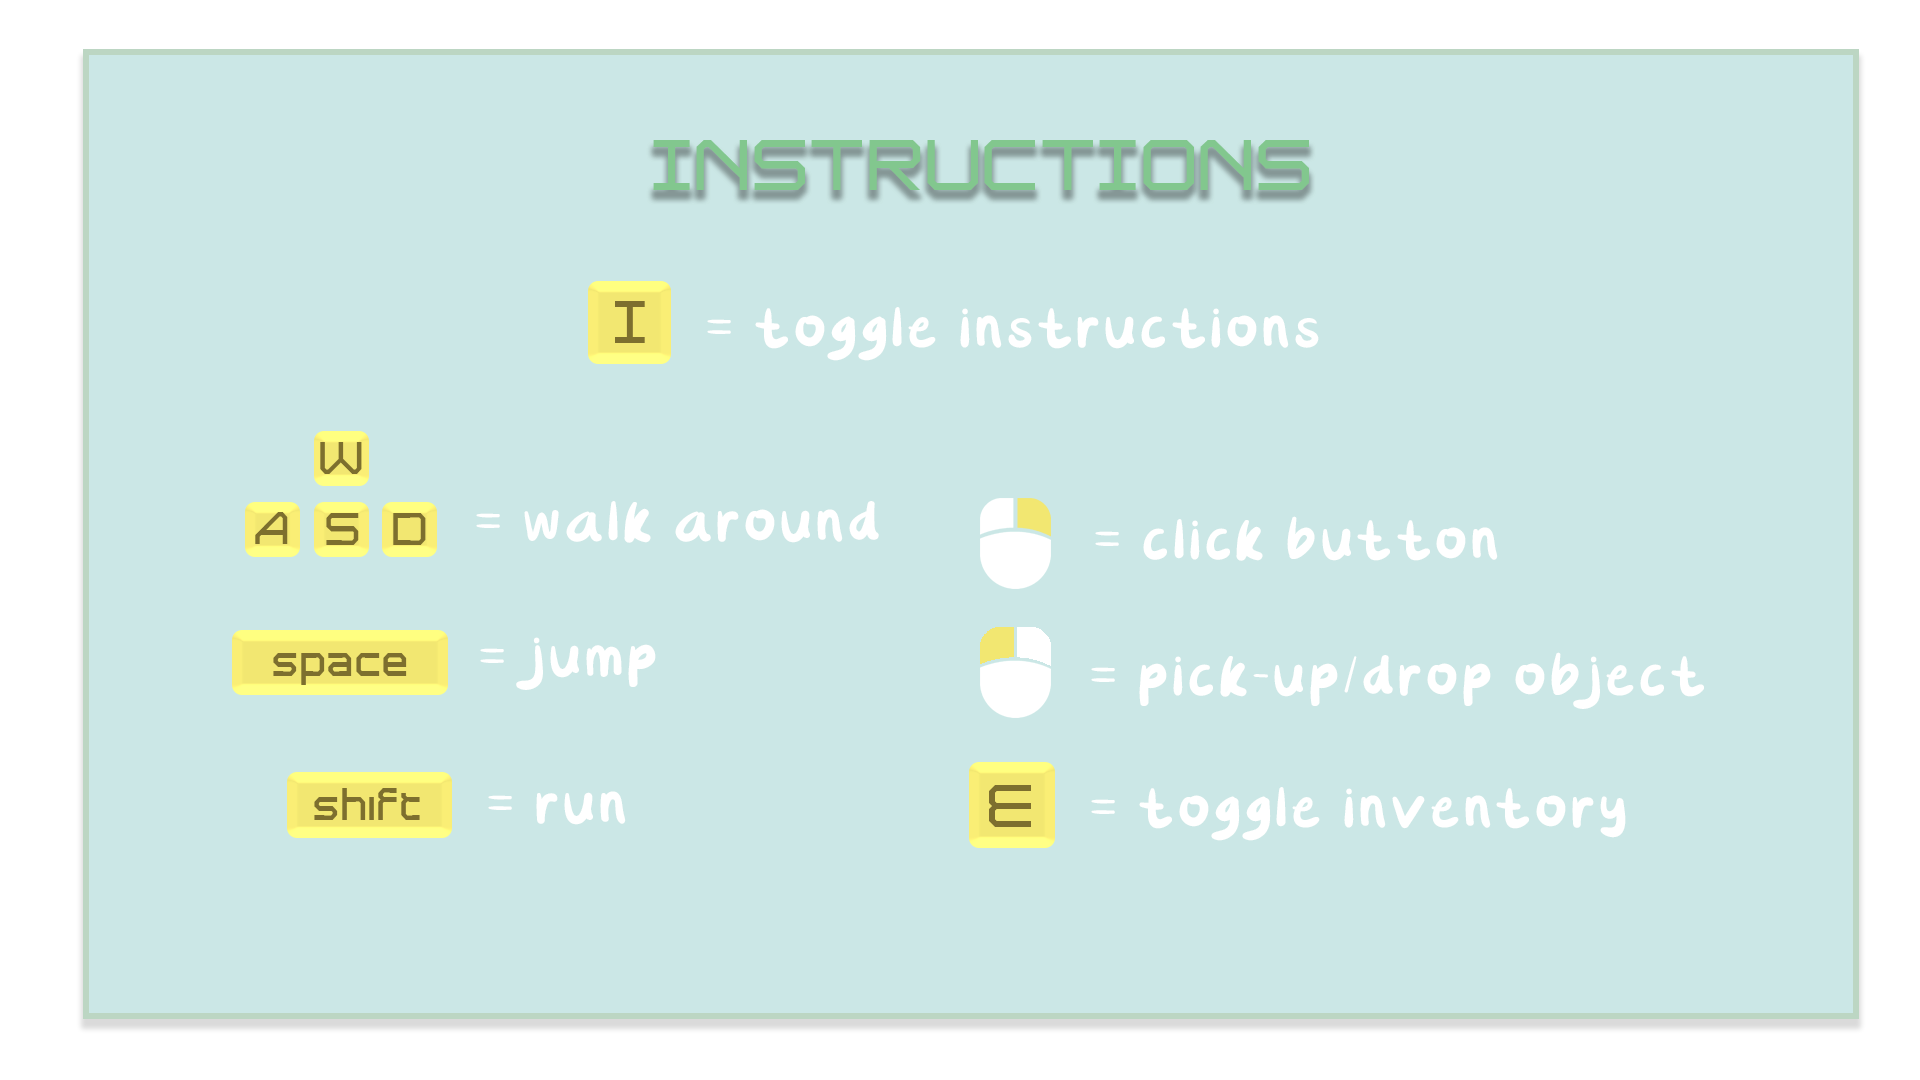 INSTRUCTIONS
I = toggle instructions
W
A S D = walk around
space = jump
shift = run
= click button
= pick-up/drop object
E = toggle inventory